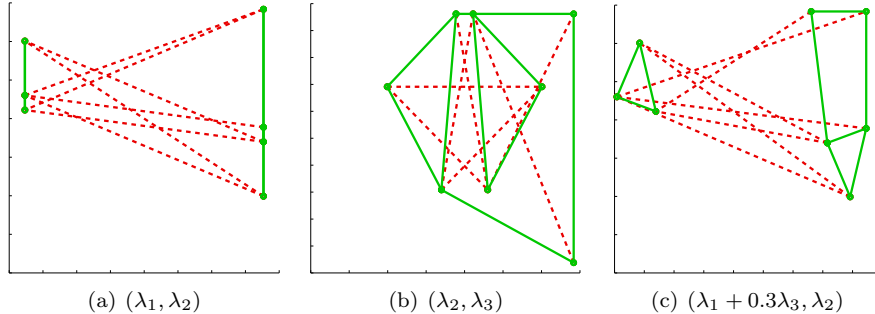 (a) (λ₁, λ₂)
(b) (λ₂, λ₃)
(c) (λ₁ + 0.3λ₃, λ₂)